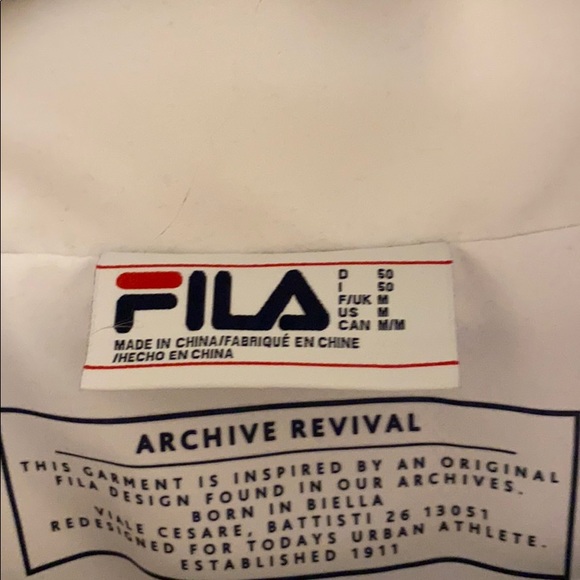 FILA
D 50
I 50
F/UK M
US M
CAN M/M
MADE IN CHINA/FABRIQUÉ EN CHINE
/HECHO EN CHINA
ARCHIVE REVIVAL
THIS GARMENT IS INSPIRED BY AN ORIGINAL
FILA DESIGN FOUND IN OUR ARCHIVES.
BORN IN BIELLA
VIALE CESARE, BATTISTI 26 13051
REDESIGNED FOR TODAYS URBAN ATHLETE.
ESTABLISHED 1911